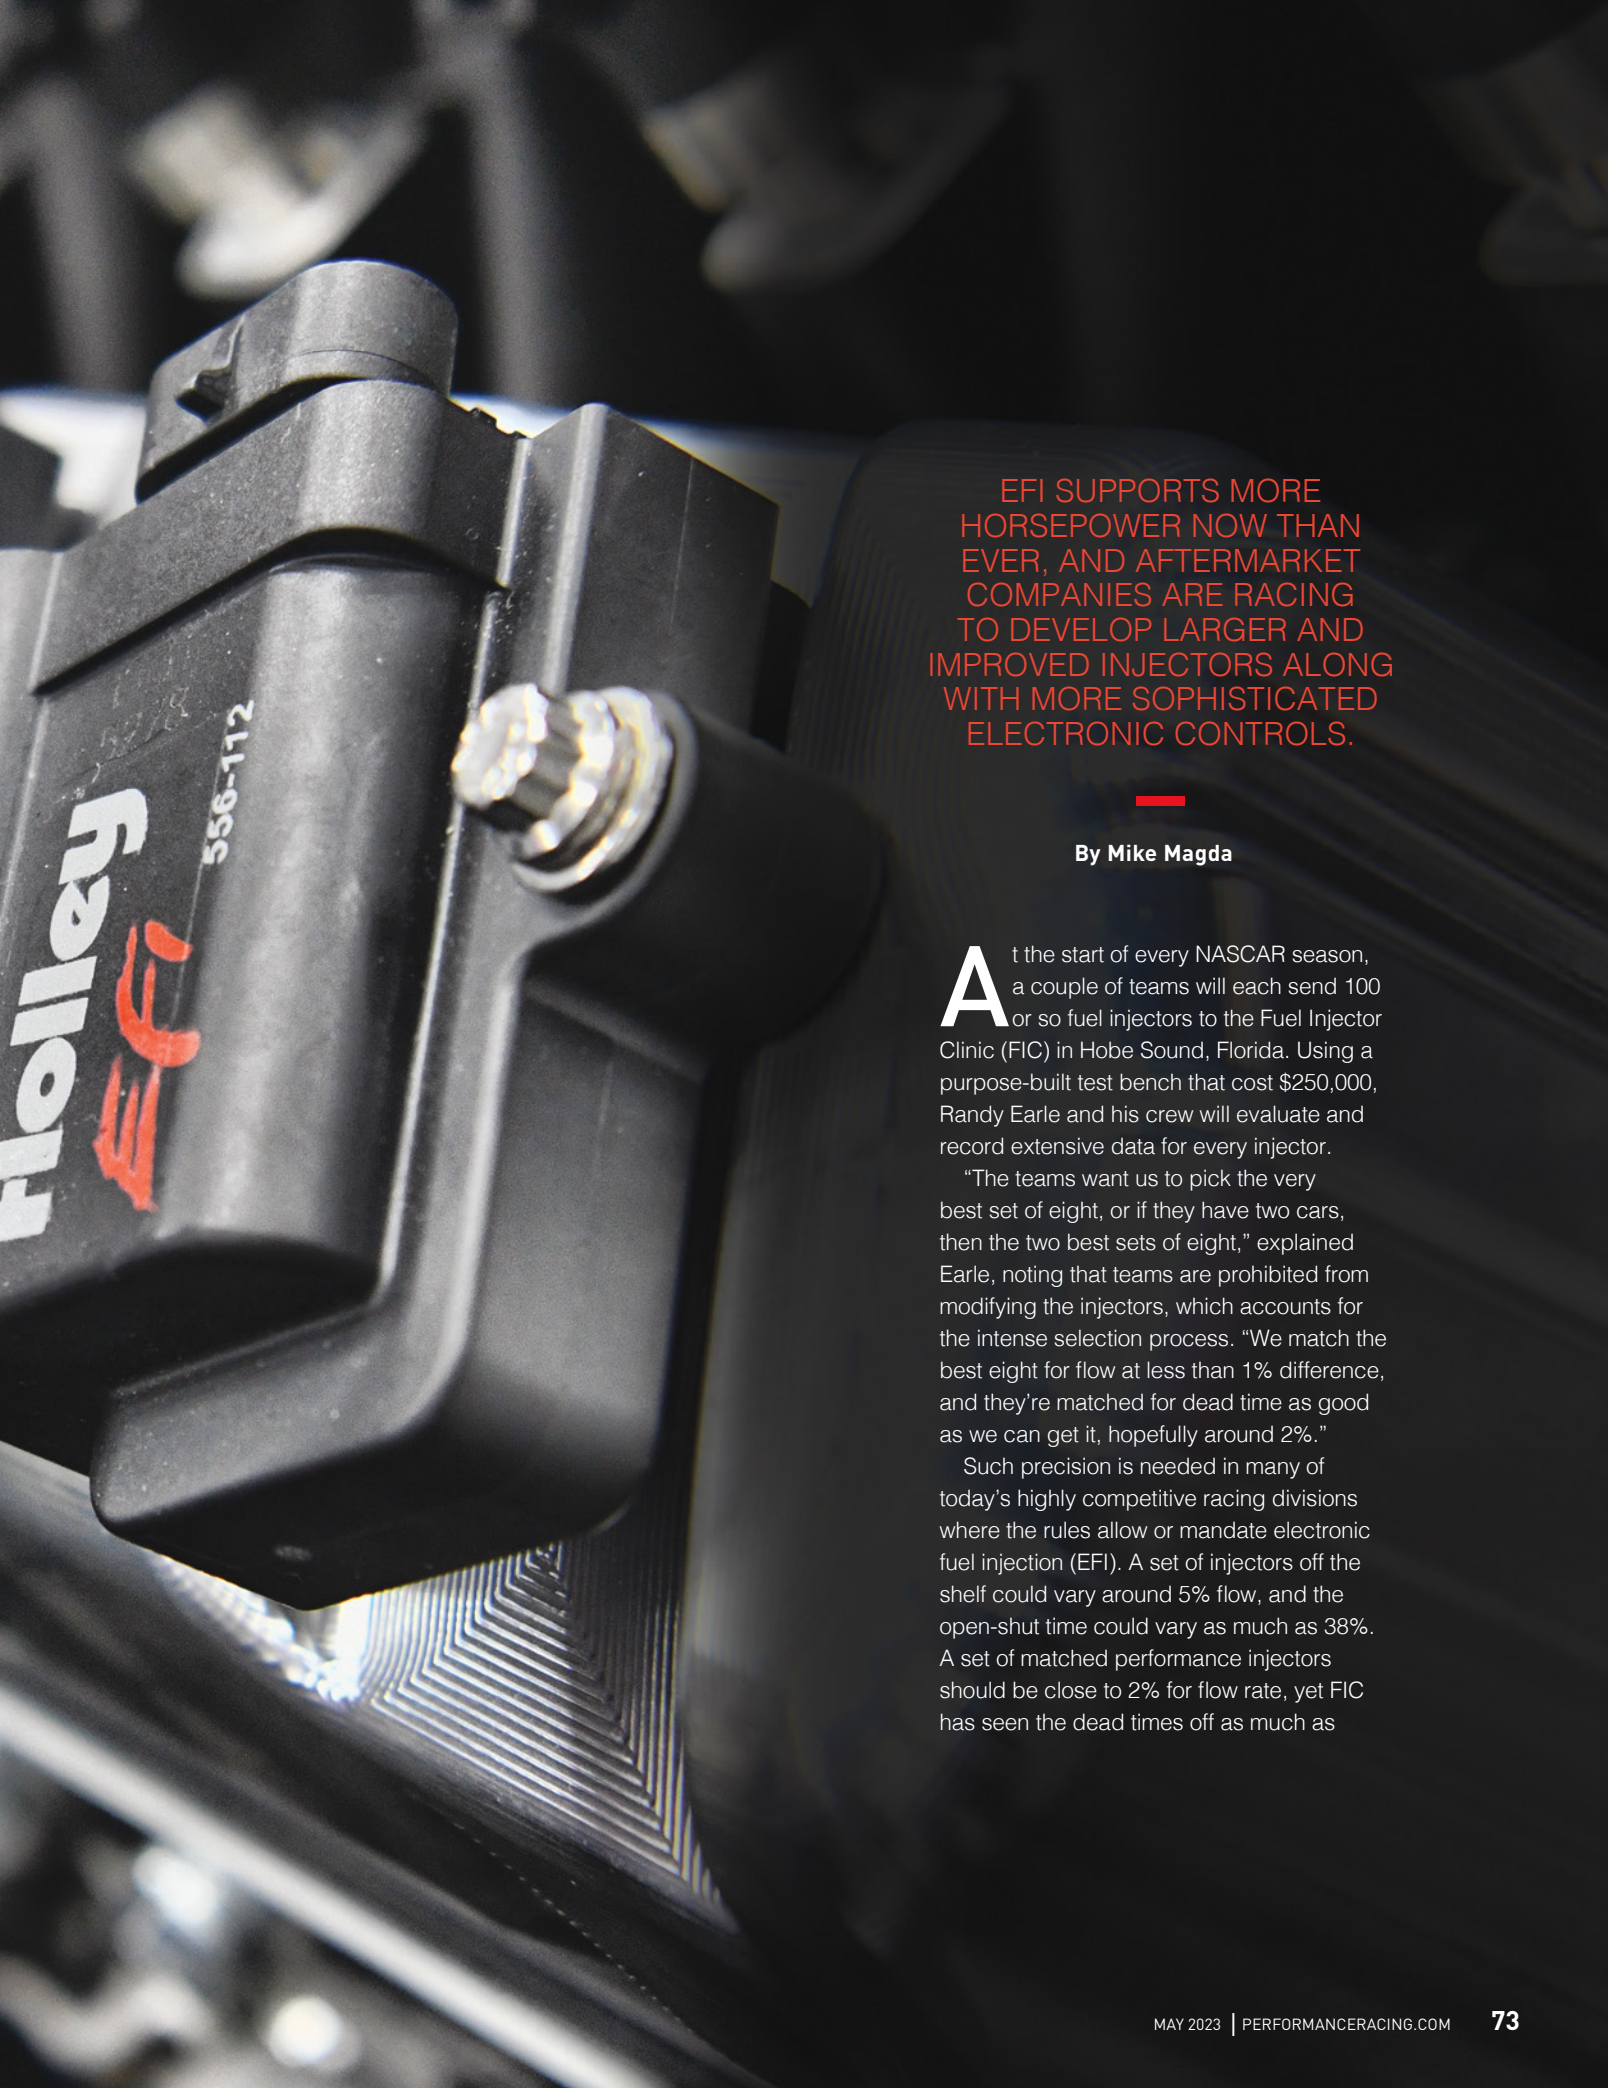 Holley
EFI
556-112
EFI SUPPORTS MORE
HORSEPOWER NOW THAN
EVER, AND AFTERMARKET
COMPANIES ARE RACING
TO DEVELOP LARGER AND
IMPROVED INJECTORS ALONG
WITH MORE SOPHISTICATED
ELECTRONIC CONTROLS.
By Mike Magda
At the start of every NASCAR season,
a couple of teams will each send 100
or so fuel injectors to the Fuel Injector
Clinic (FIC) in Hobe Sound, Florida. Using a
purpose-built test bench that cost $250,000,
Randy Earle and his crew will evaluate and
record extensive data for every injector.
“The teams want us to pick the very
best set of eight, or if they have two cars,
then the two best sets of eight,” explained
Earle, noting that teams are prohibited from
modifying the injectors, which accounts for
the intense selection process. “We match the
best eight for flow at less than 1% difference,
and they’re matched for dead time as good
as we can get it, hopefully around 2%.”
Such precision is needed in many of
today’s highly competitive racing divisions
where the rules allow or mandate electronic
fuel injection (EFI). A set of injectors off the
shelf could vary around 5% flow, and the
open-shut time could vary as much as 38%.
A set of matched performance injectors
should be close to 2% for flow rate, yet FIC
has seen the dead times off as much as
MAY 2023 | PERFORMANCERACING.COM 73